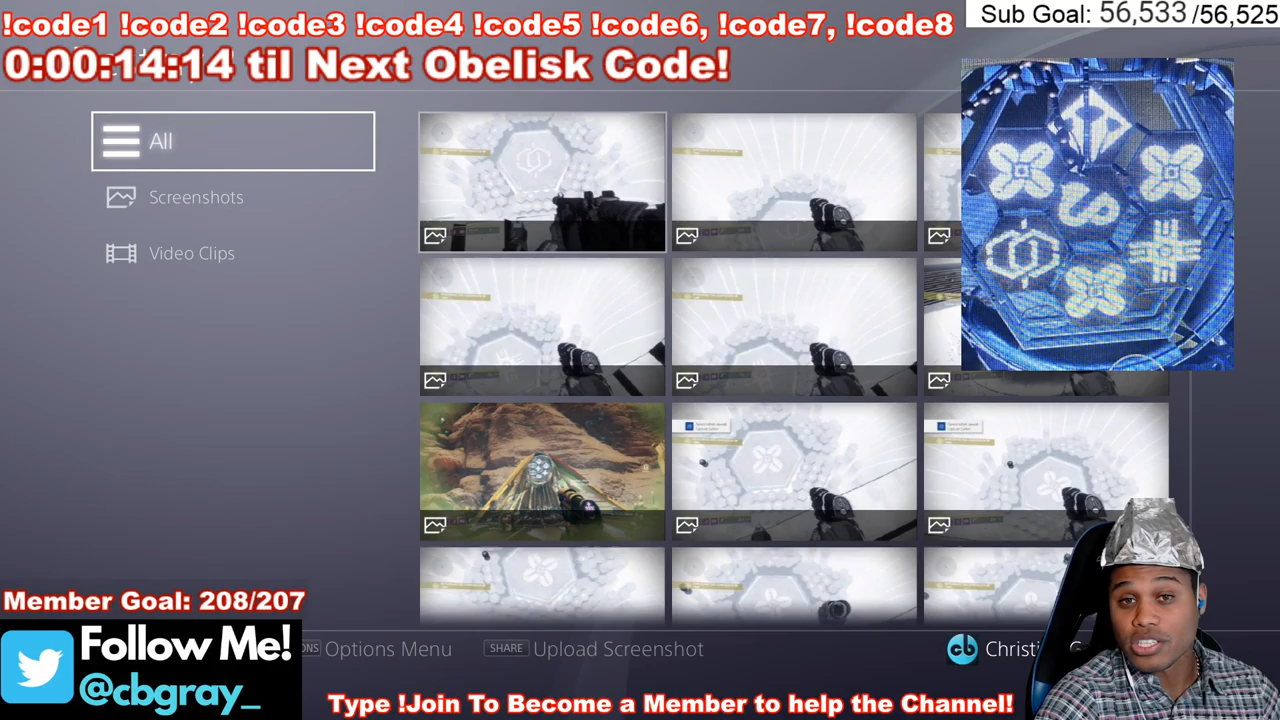 !code1 !code2 !code3 !code4 !code5 !code6, !code7, !code8
Sub Goal: 56,533 /56,525
0:00:14:14 til Next Obelisk Code!
All
Screenshots
Video Clips
Member Goal: 208/207
Follow Me!
@cbgray_
Options Menu
SHARE Upload Screenshot
cb
Type !Join To Become a Member to help the Channel!